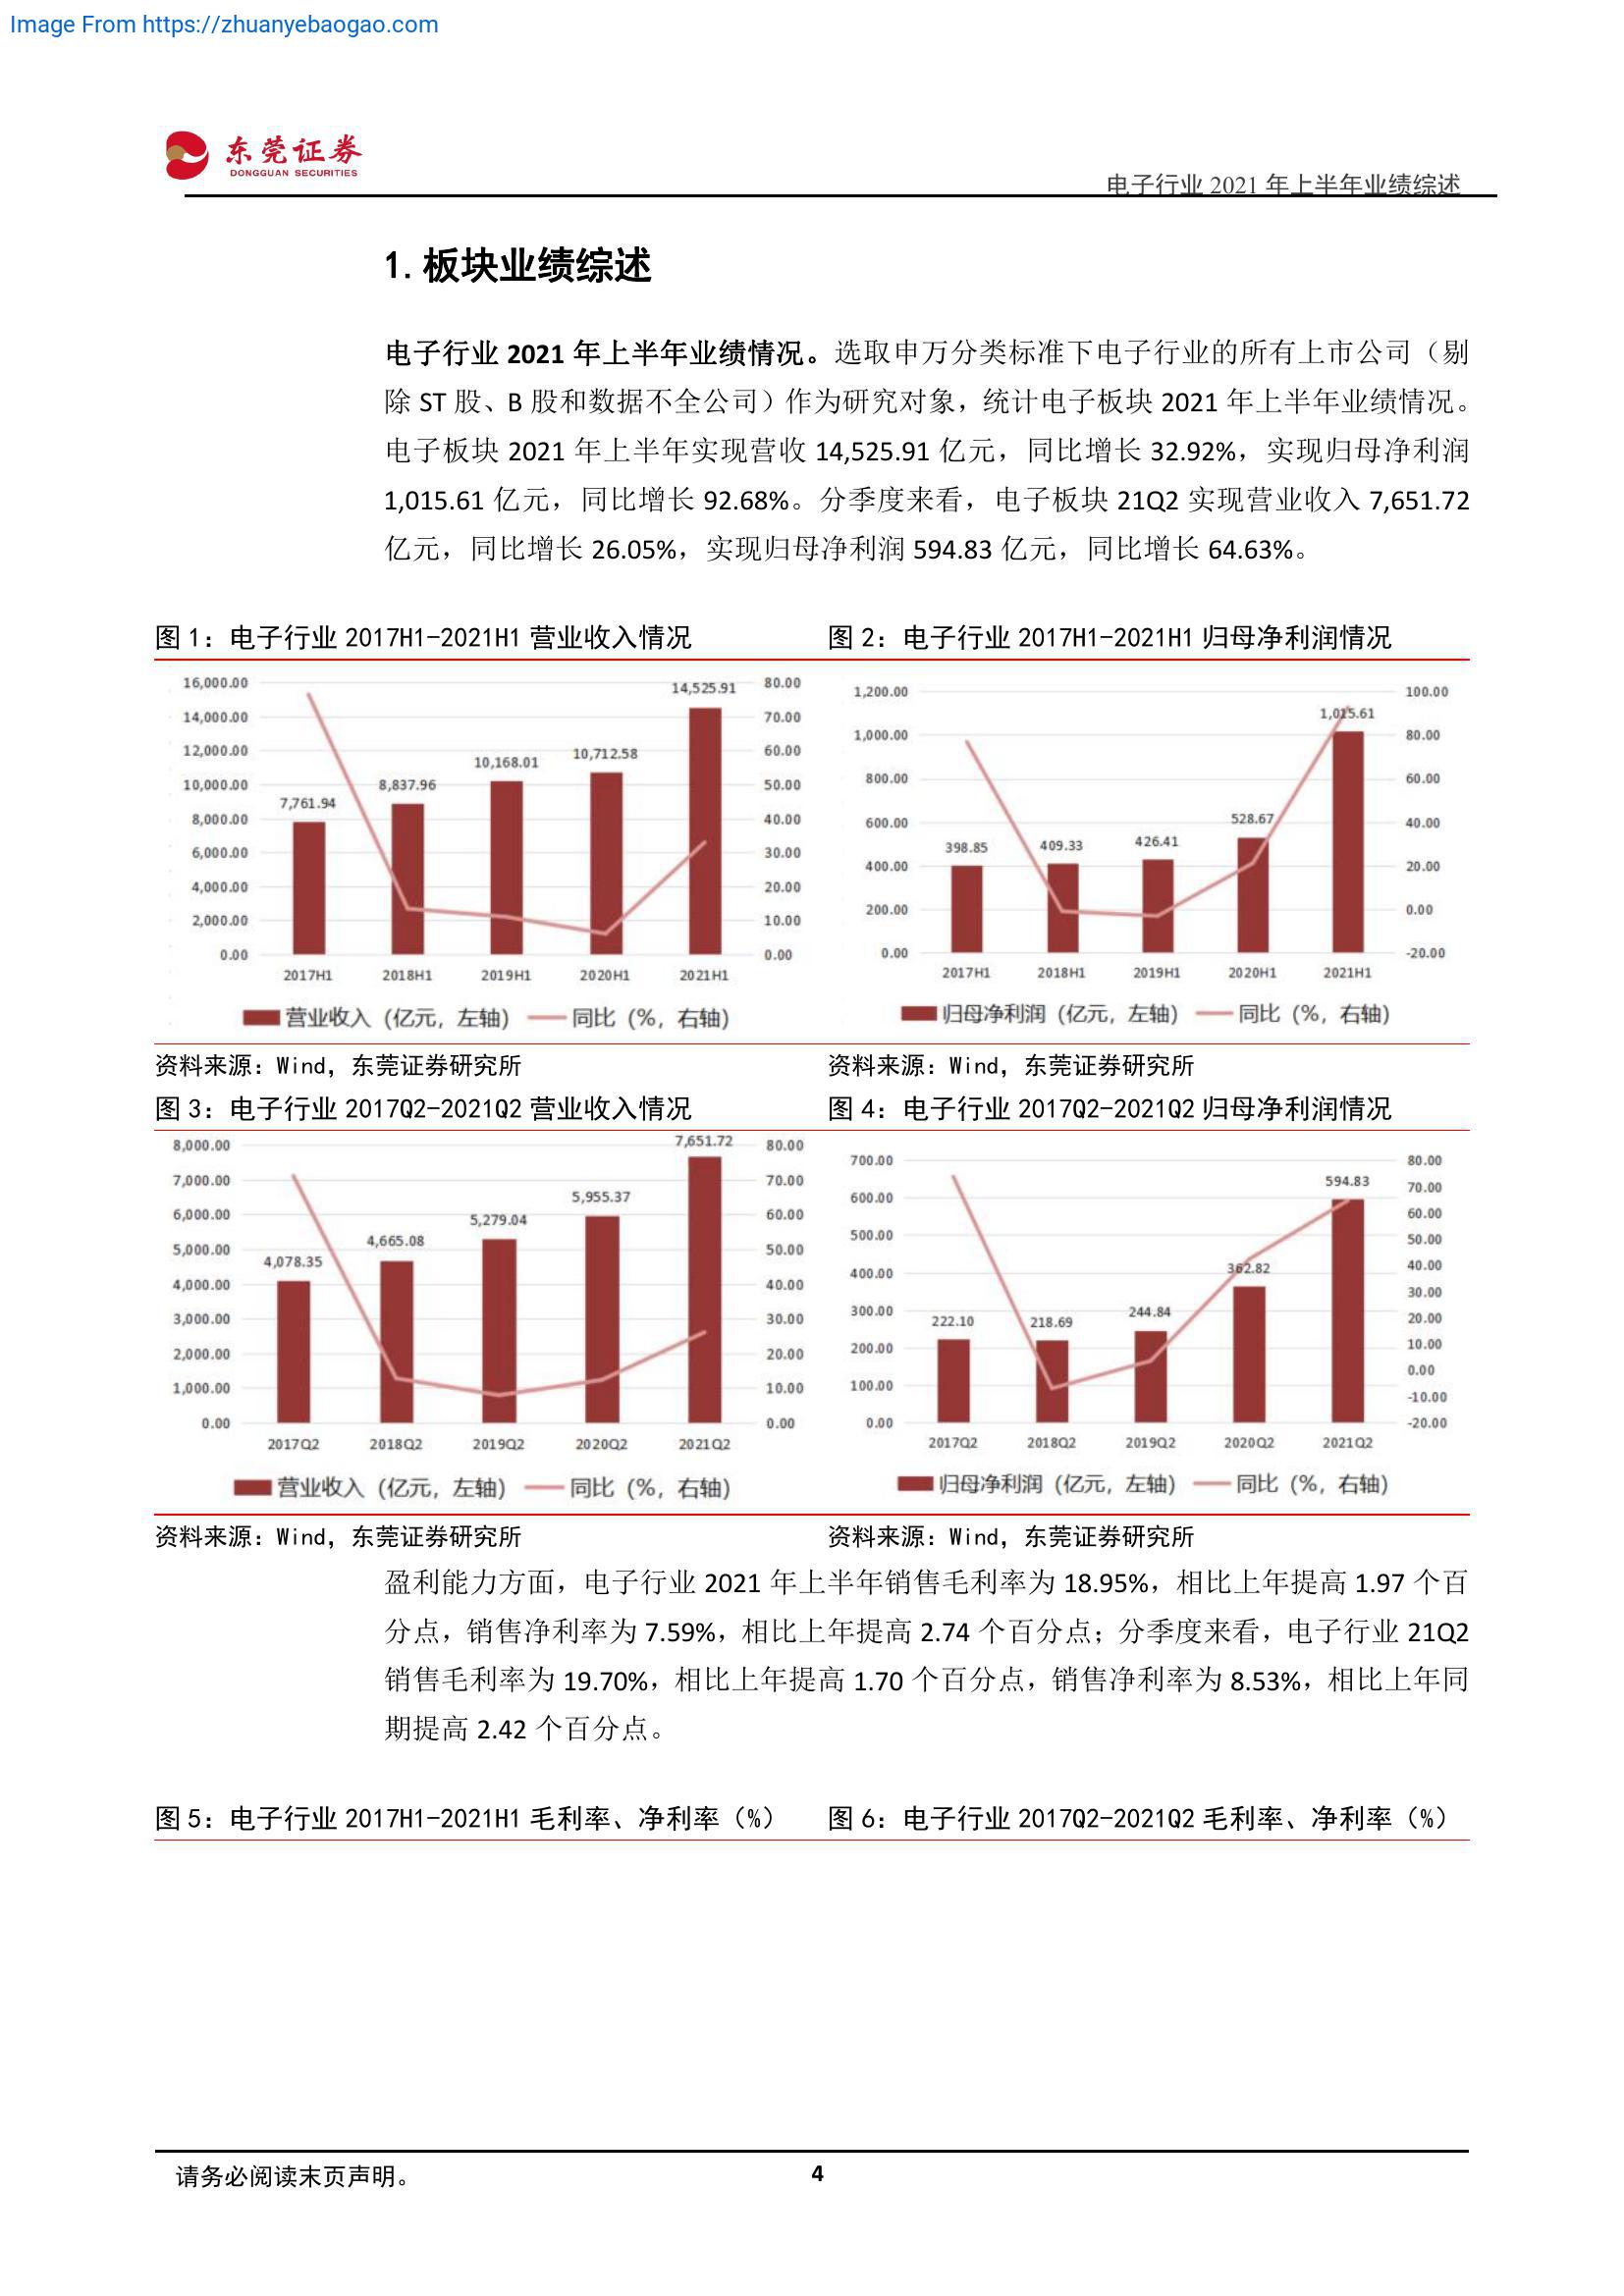 Image From https://zhuanyebaogao.com
东莞证券
DONGGUAN SECURITIES
电子行业 2021 年上半年业绩综述
1. 板块业绩综述
电子行业 2021 年上半年业绩情况。选取申万分类标准下电子行业的所有上市公司（剔
除 ST 股、B 股和数据不全公司）作为研究对象，统计电子板块 2021 年上半年业绩情况。
电子板块 2021 年上半年实现营收 14,525.91 亿元，同比增长 32.92%，实现归母净利润
1,015.61 亿元，同比增长 92.68%。分季度来看，电子板块 21Q2 实现营业收入 7,651.72
亿元，同比增长 26.05%，实现归母净利润 594.83 亿元，同比增长 64.63%。
图 1：电子行业 2017H1-2021H1 营业收入情况
16,000.00
14,000.00
12,000.00
10,000.00
8,000.00
6,000.00
4,000.00
2,000.00
0.00
7,761.94
8,837.96
10,168.01
10,712.58
14,525.91
80.00
70.00
60.00
50.00
40.00
30.00
20.00
10.00
0.00
2017H1 2018H1 2019H1 2020H1 2021H1
营业收入（亿元，左轴） 同比（%，右轴）
资料来源：Wind，东莞证券研究所
图 2：电子行业 2017H1-2021H1 归母净利润情况
1,200.00
1,000.00
800.00
600.00
400.00
200.00
0.00
398.85
409.33
426.41
528.67
1,015.61
100.00
80.00
60.00
40.00
20.00
0.00
-20.00
2017H1 2018H1 2019H1 2020H1 2021H1
归母净利润（亿元，左轴） 同比（%，右轴）
资料来源：Wind，东莞证券研究所
图 3：电子行业 2017Q2-2021Q2 营业收入情况
8,000.00
7,000.00
6,000.00
5,000.00
4,000.00
3,000.00
2,000.00
1,000.00
0.00
4,078.35
4,665.08
5,279.04
5,955.37
7,651.72
80.00
70.00
60.00
50.00
40.00
30.00
20.00
10.00
0.00
2017Q2 2018Q2 2019Q2 2020Q2 2021Q2
营业收入（亿元，左轴） 同比（%，右轴）
资料来源：Wind，东莞证券研究所
图 4：电子行业 2017Q2-2021Q2 归母净利润情况
700.00
600.00
500.00
400.00
300.00
200.00
100.00
0.00
222.10
218.69
244.84
362.82
594.83
80.00
70.00
60.00
50.00
40.00
30.00
20.00
10.00
0.00
-10.00
-20.00
2017Q2 2018Q2 2019Q2 2020Q2 2021Q2
归母净利润（亿元，左轴） 同比（%，右轴）
资料来源：Wind，东莞证券研究所
盈利能力方面，电子行业 2021 年上半年销售毛利率为 18.95%，相比上年提高 1.97 个百
分点，销售净利率为 7.59%，相比上年提高 2.74 个百分点；分季度来看，电子行业 21Q2
销售毛利率为 19.70%，相比上年提高 1.70 个百分点，销售净利率为 8.53%，相比上年同
期提高 2.42 个百分点。
图 5：电子行业 2017H1-2021H1 毛利率、净利率（%）
图 6：电子行业 2017Q2-2021Q2 毛利率、净利率（%）
请务必阅读末页声明。
4